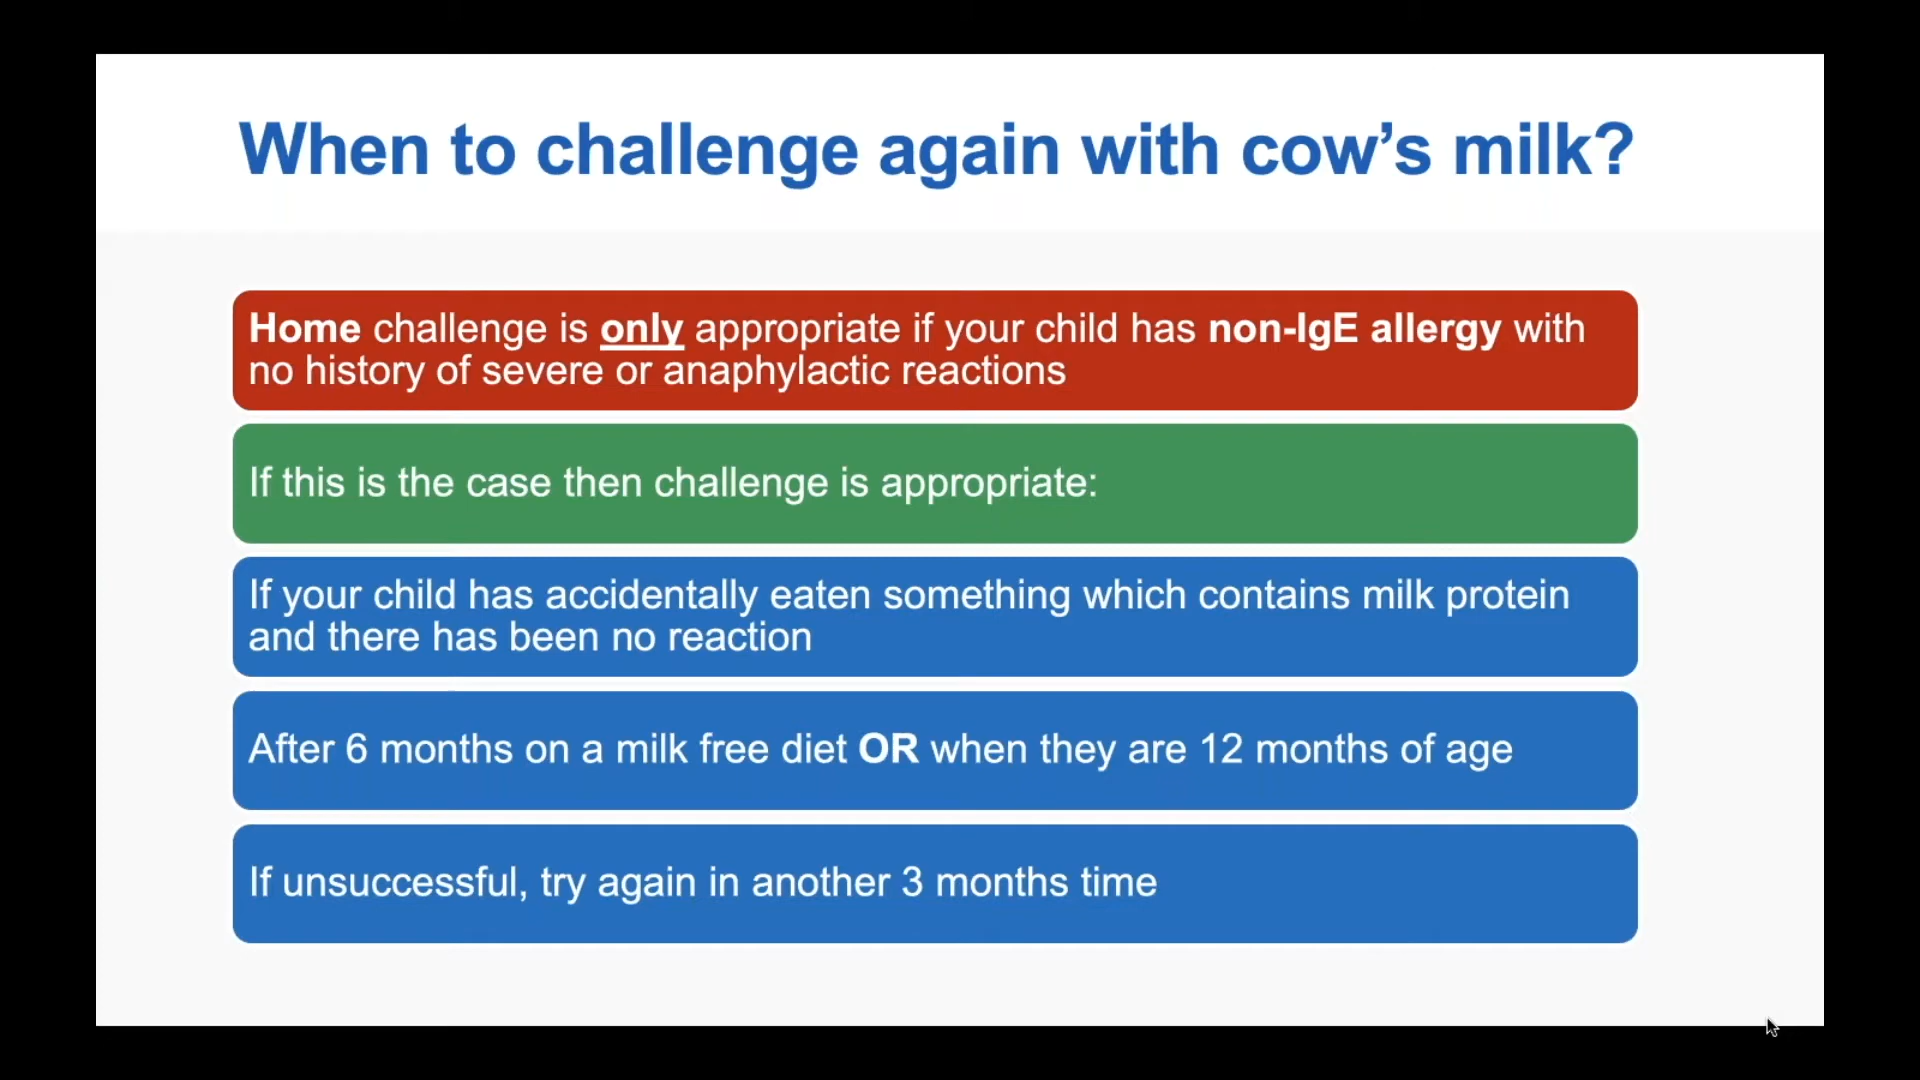 When to challenge again with cow’s milk?
Home challenge is only appropriate if your child has non-IgE allergy with
no history of severe or anaphylactic reactions
If this is the case then challenge is appropriate:
If your child has accidentally eaten something which contains milk protein
and there has been no reaction
After 6 months on a milk free diet OR when they are 12 months of age
If unsuccessful, try again in another 3 months time